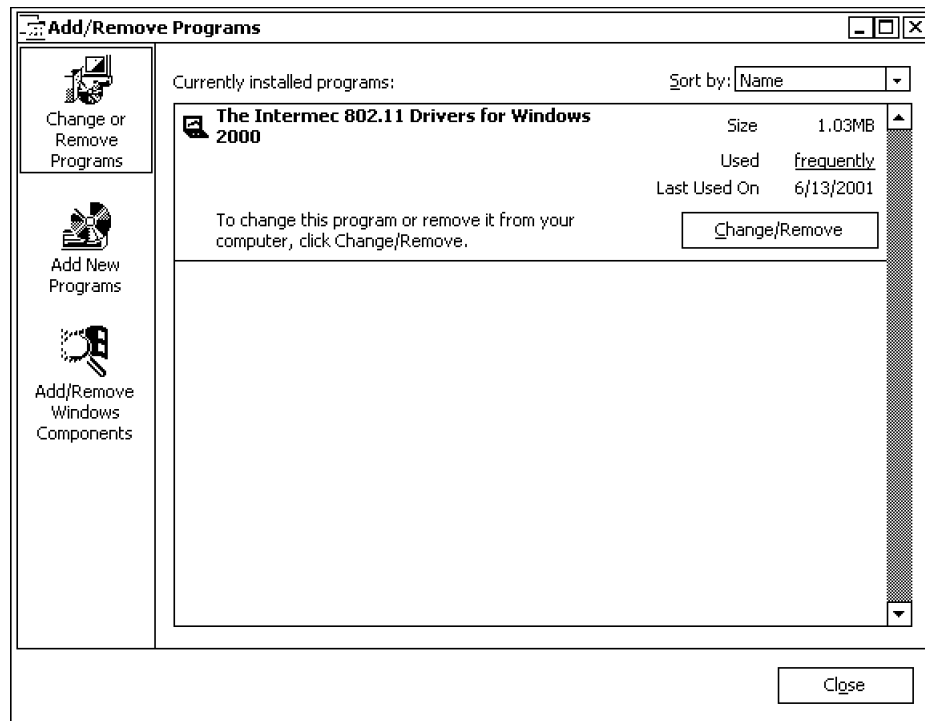 Add/Remove Programs
Change or
Remove
Programs
Add New
Programs
Add/Remove
Windows
Components
Currently installed programs:
Sort by: Name
The Intermec 802.11 Drivers for Windows
2000
Size 1.03MB
Used frequently
Last Used On 6/13/2001
To change this program or remove it from your
computer, click Change/Remove.
Change/Remove
Close